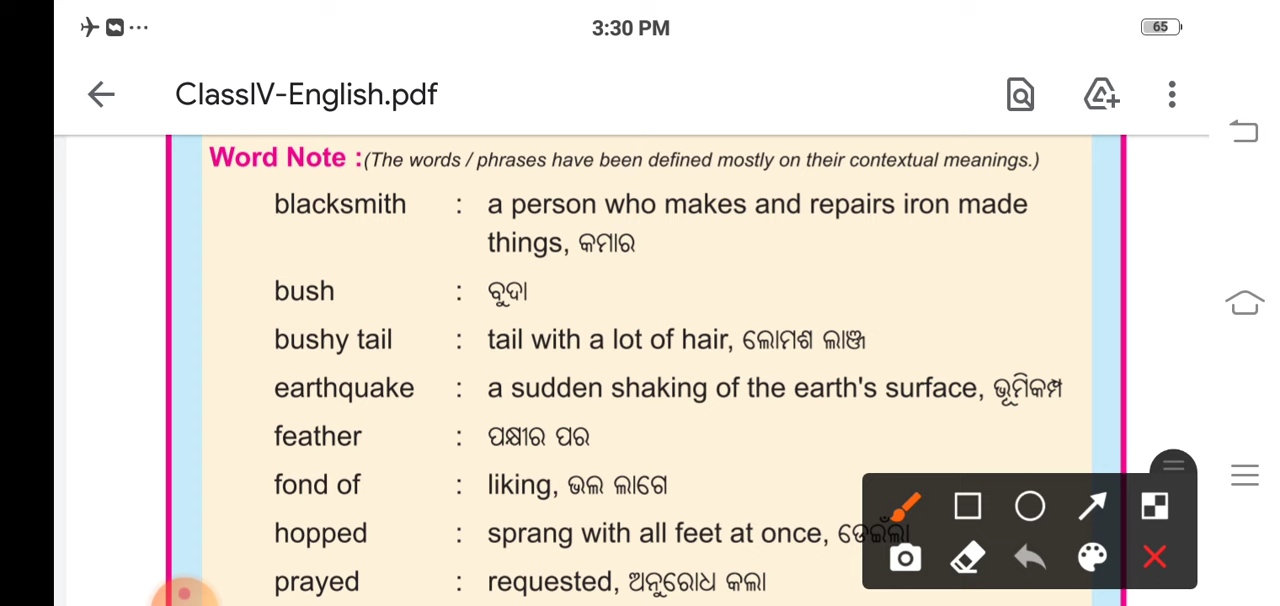 3:30 PM
65
ClassIV-English.pdf
Word Note : (The words / phrases have been defined mostly on their contextual meanings.)
blacksmith : a person who makes and repairs iron made
things, କମାର
bush : ବୁଦା
bushy tail : tail with a lot of hair, ଲୋମଶ ଲାଞ୍ଜ
earthquake : a sudden shaking of the earth's surface, ଭୂମିକମ୍ପ
feather : ପକ୍ଷୀର ପର
fond of : liking, ଭଲ ଲାଗେ
hopped : sprang with all feet at once, ଡେଇଁଲା
prayed : requested, ଅନୁରୋଧ କଲା